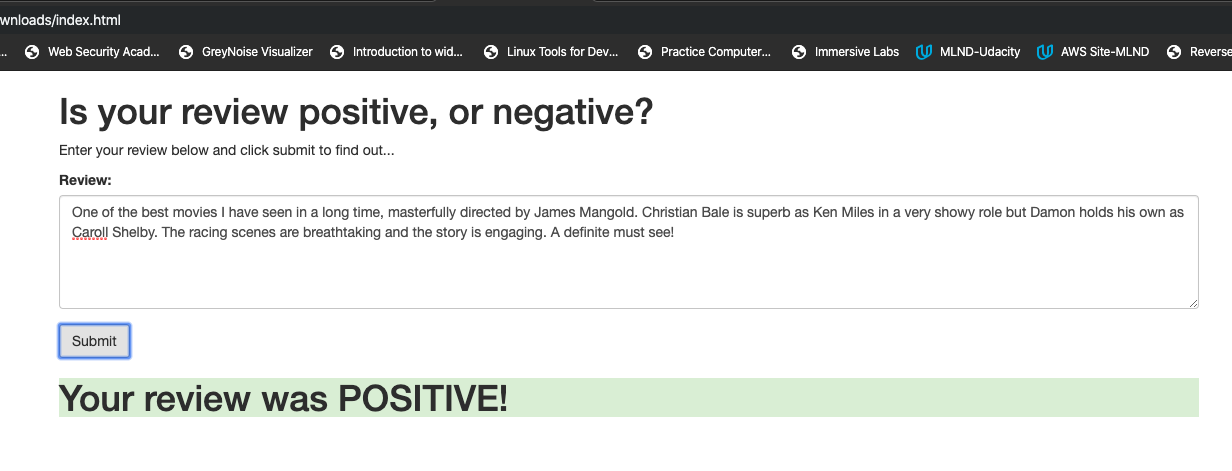 wnloads/index.html
... Web Security Acad... GreyNoise Visualizer Introduction to wid... Linux Tools for Dev... Practice Computer... Immersive Labs MLND-Udacity AWS Site-MLND Reverse
Is your review positive, or negative?
Enter your review below and click submit to find out...
Review:
One of the best movies I have seen in a long time, masterfully directed by James Mangold. Christian Bale is superb as Ken Miles in a very showy role but Damon holds his own as
Caroll Shelby. The racing scenes are breathtaking and the story is engaging. A definite must see!
Submit
Your review was POSITIVE!